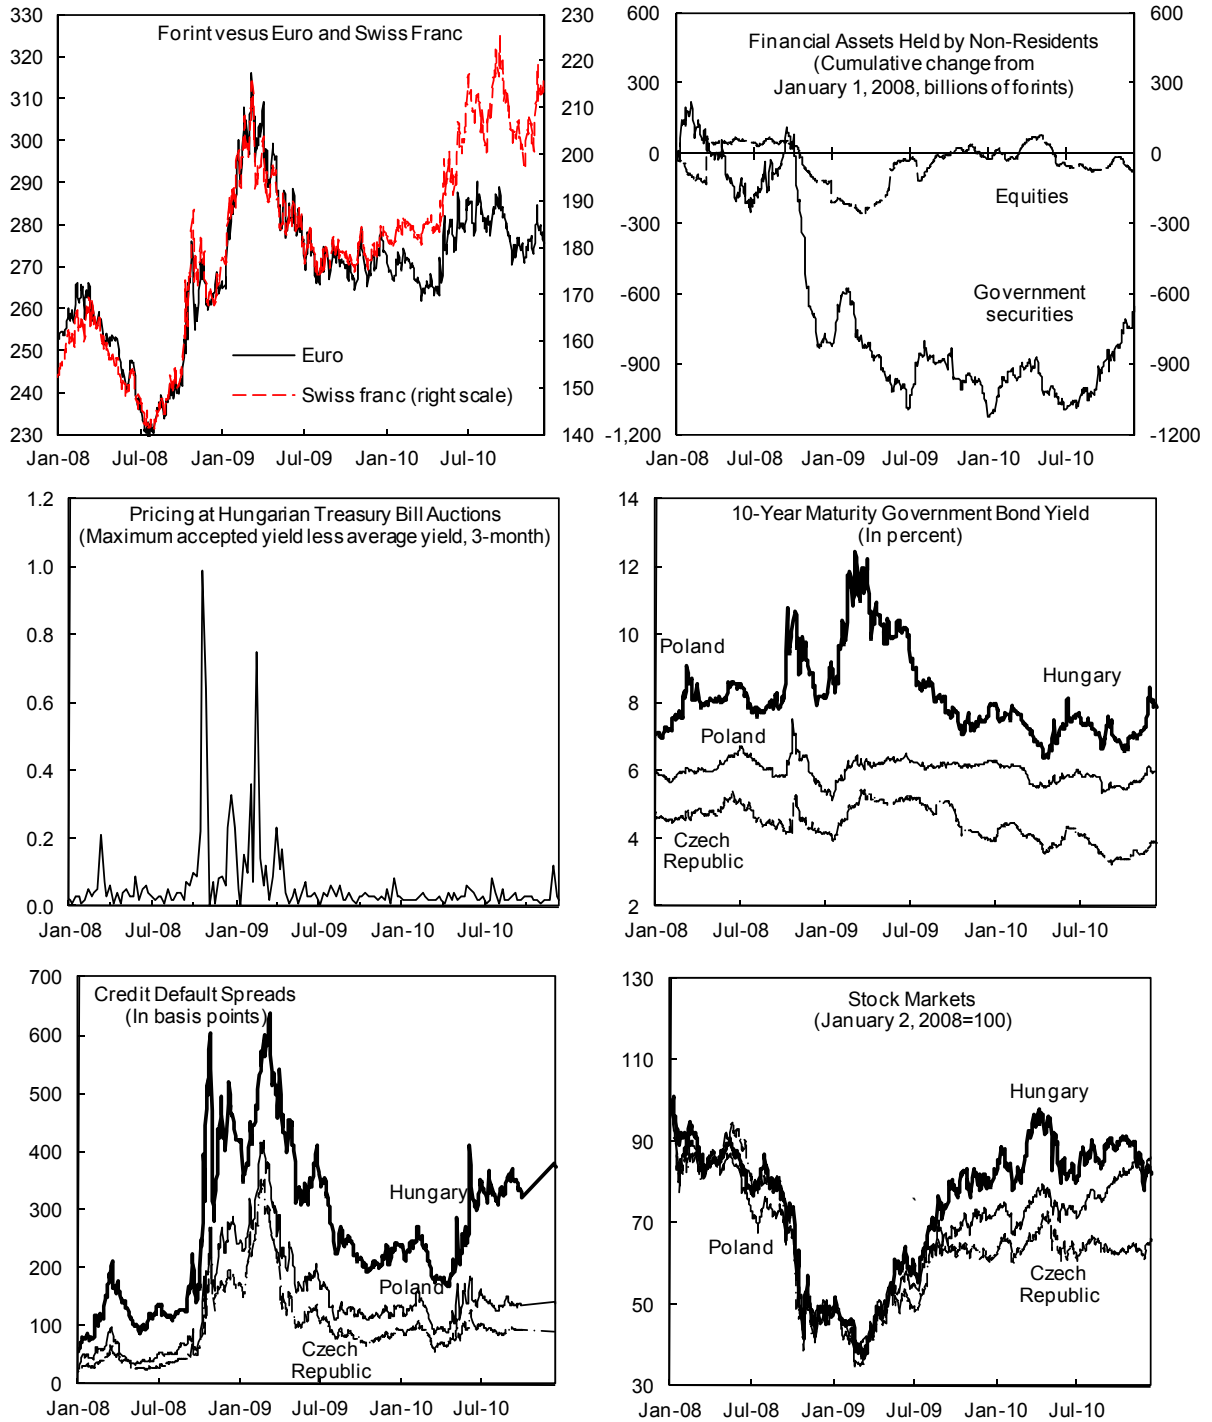 Forint versus Euro and Swiss Franc
330
320
310
300
290
280
270
260
250
240
230
230
220
210
200
190
180
170
160
150
140
Euro
Swiss franc (right scale)
Jan-08 Jul-08 Jan-09 Jul-09 Jan-10 Jul-10
Financial Assets Held by Non-Residents
(Cumulative change from
January 1, 2008, billions of forints)
600
300
0
-300
-600
-900
-1,200
600
300
0
-300
-600
-900
-1200
Equities
Government
securities
Jan-08 Jul-08 Jan-09 Jul-09 Jan-10 Jul-10
Pricing at Hungarian Treasury Bill Auctions
(Maximum accepted yield less average yield, 3-month)
1.2
1.0
0.8
0.6
0.4
0.2
0.0
Jan-08 Jul-08 Jan-09 Jul-09 Jan-10 Jul-10
10-Year Maturity Government Bond Yield
(In percent)
14
12
10
8
6
4
2
Poland
Hungary
Poland
Czech
Republic
Jan-08 Jul-08 Jan-09 Jul-09 Jan-10 Jul-10
Credit Default Spreads
(In basis points)
700
600
500
400
300
200
100
0
Hungary
Poland
Czech
Republic
Jan-08 Jul-08 Jan-09 Jul-09 Jan-10 Jul-10
Stock Markets
(January 2, 2008=100)
130
110
90
70
50
30
Hungary
Poland
Czech
Republic
Jan-08 Jul-08 Jan-09 Jul-09 Jan-10 Jul-10